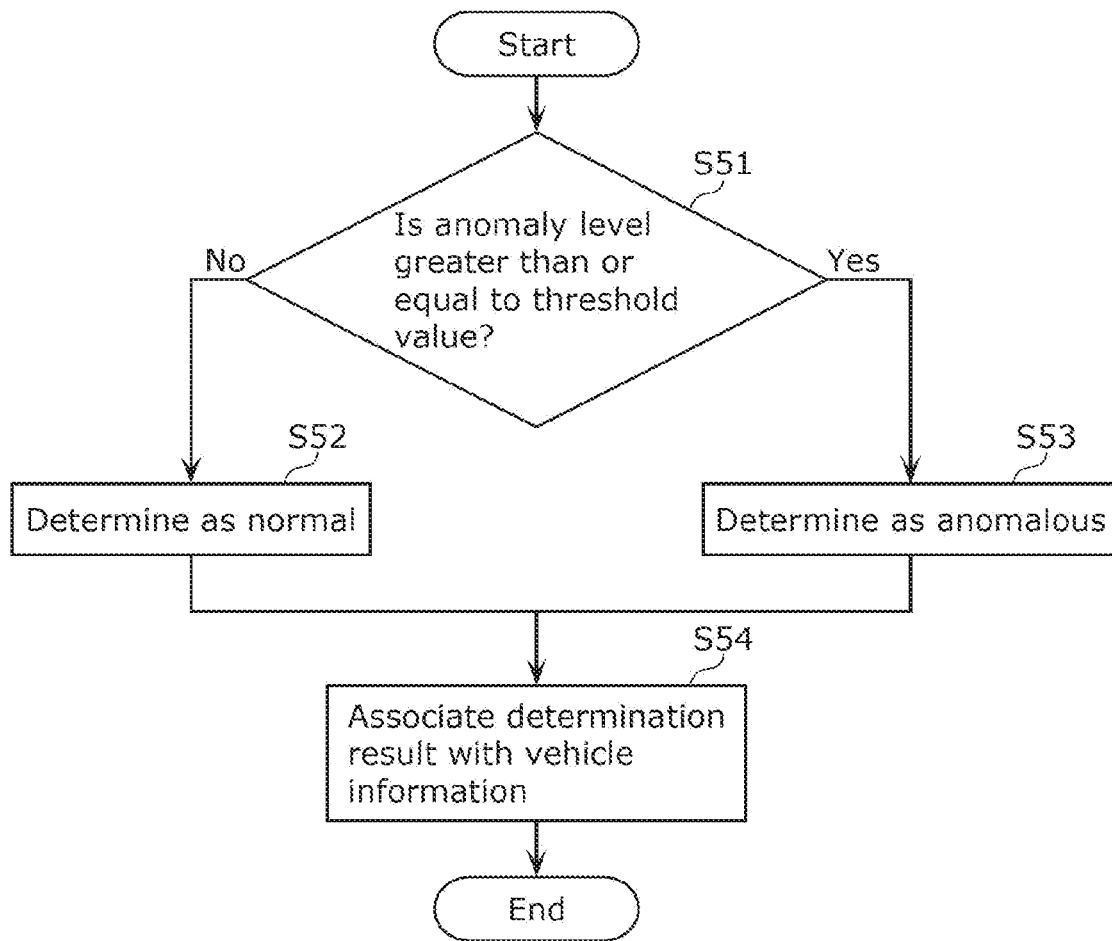 Start
S51
Is anomaly level
greater than or
equal to threshold
value?
No
Yes
S52
Determine as normal
S53
Determine as anomalous
S54
Associate determination
result with vehicle
information
End